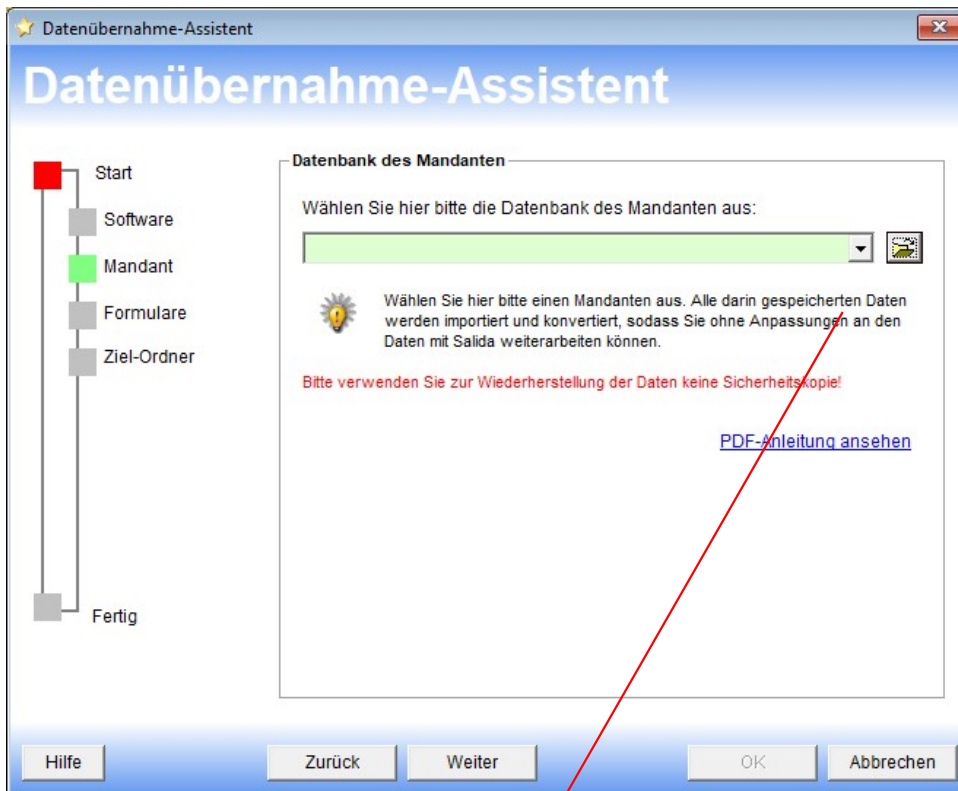 Datenübernahme-Assistent
Datenübernahme-Assistent
Start
Software
Mandant
Formulare
Ziel-Ordner
Fertig
Datenbank des Mandanten
Wählen Sie hier bitte die Datenbank des Mandanten aus:
Wählen Sie hier bitte einen Mandanten aus. Alle darin gespeicherten Daten
werden importiert und konvertiert, sodass Sie ohne Anpassungen an den
Daten mit Salida weiterarbeiten können.
Bitte verwenden Sie zur Wiederherstellung der Daten keine Sicherheitskopie!
PDF-Anleitung ansehen
Hilfe
Zurück
Weiter
OK
Abbrechen